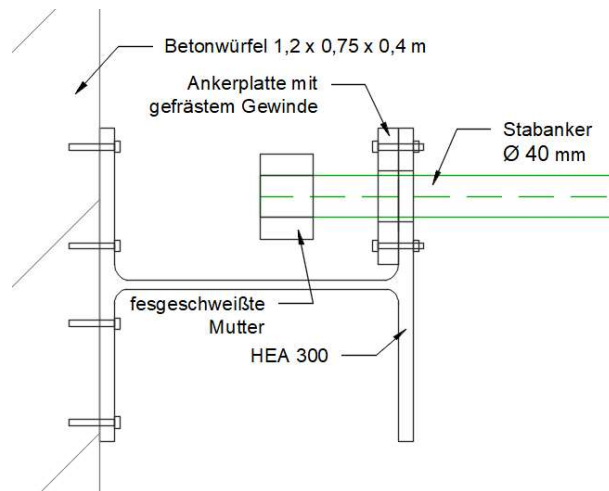 Betonwürfel 1,2 x 0,75 x 0,4 m
Ankerplatte mit
gefrästem Gewinde
Stabanker
Ø 40 mm
fesgeschweißte
Mutter
HEA 300